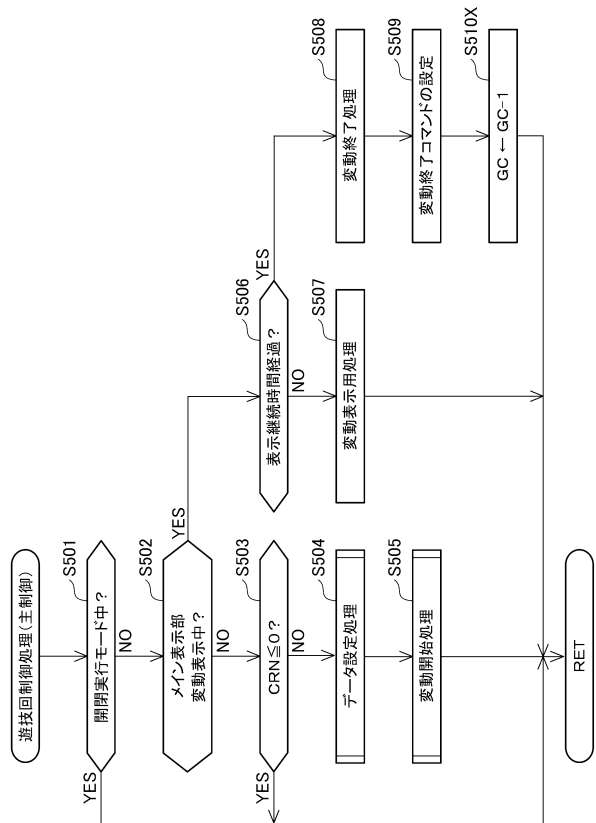 遊技回制御処理(主制御)
S501
開閉実行モード中?
YES
NO
S502
メイン表示部
変動表示中?
YES
NO
S503
CRN≦0?
YES
NO
S504
データ設定処理
S505
変動開始処理
S506
表示継続時間経過?
YES
NO
S507
変動表示用処理
S508
変動終了処理
S509
変動終了コマンドの設定
S510X
GC ← GC-1
RET